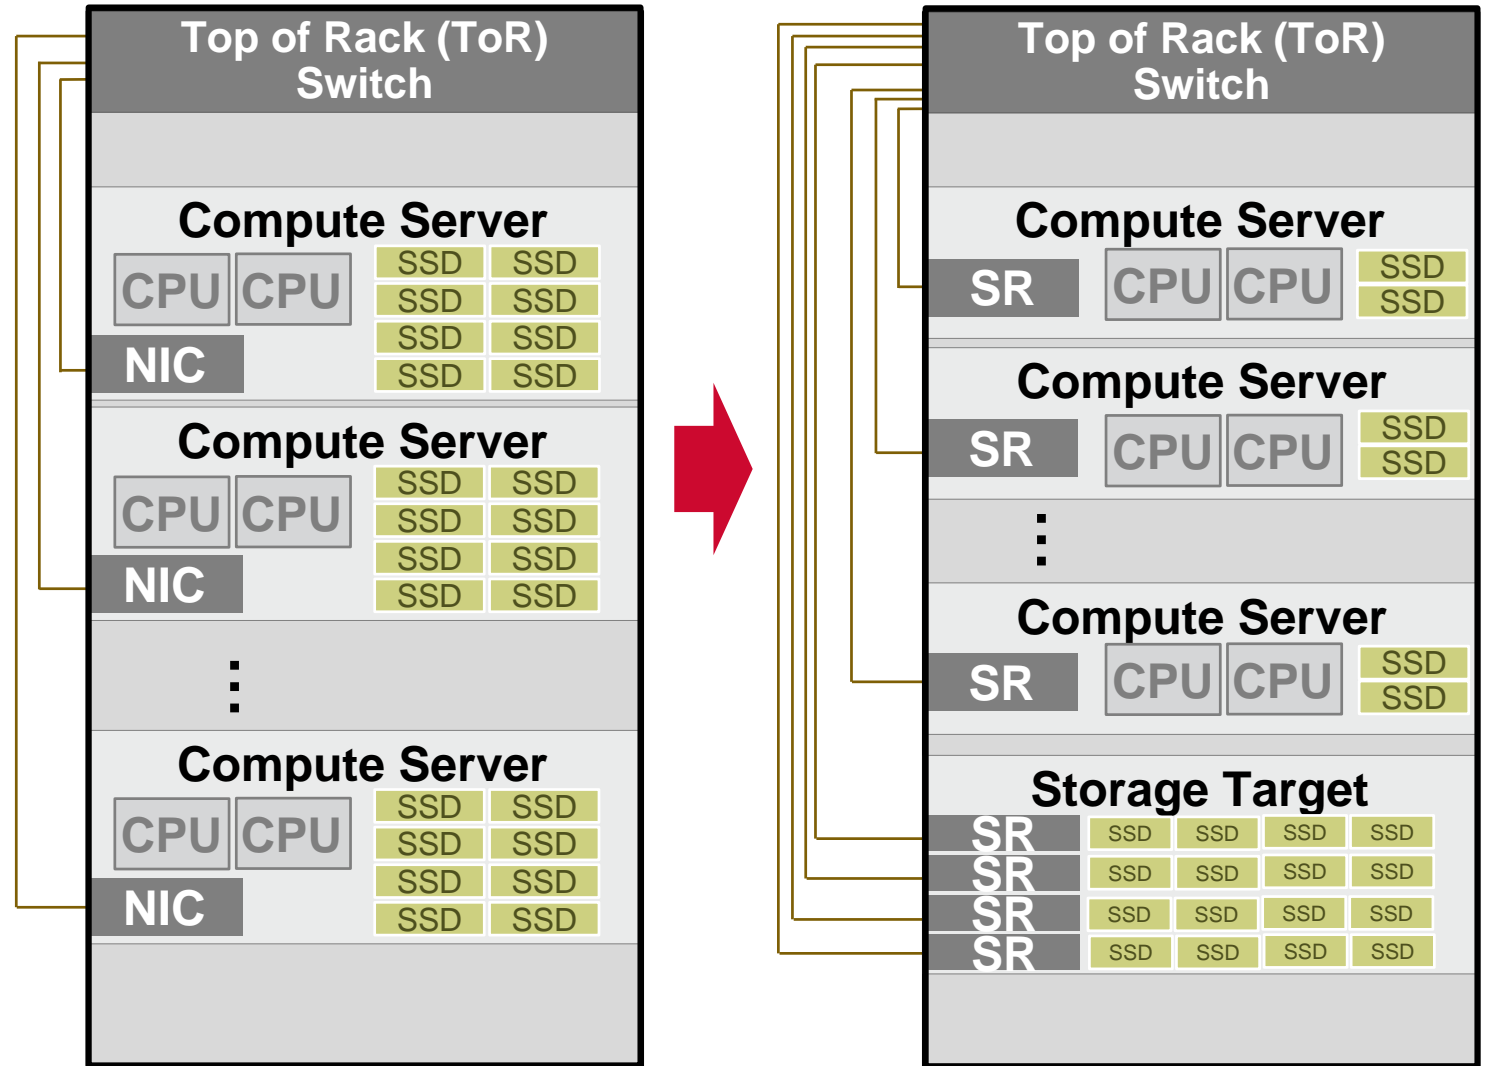 Top of Rack (ToR)
Switch
Compute Server
CPU CPU
SSD SSD
SSD SSD
SSD SSD
SSD SSD
NIC
Compute Server
CPU CPU
SSD SSD
SSD SSD
SSD SSD
SSD SSD
NIC
Compute Server
CPU CPU
SSD SSD
SSD SSD
SSD SSD
SSD SSD
NIC
Top of Rack (ToR)
Switch
Compute Server
SR CPU CPU
SSD
SSD
Compute Server
SR CPU CPU
SSD
SSD
Compute Server
SR CPU CPU
SSD
SSD
Storage Target
SR SSD SSD SSD SSD
SR SSD SSD SSD SSD
SR SSD SSD SSD SSD
SR SSD SSD SSD SSD